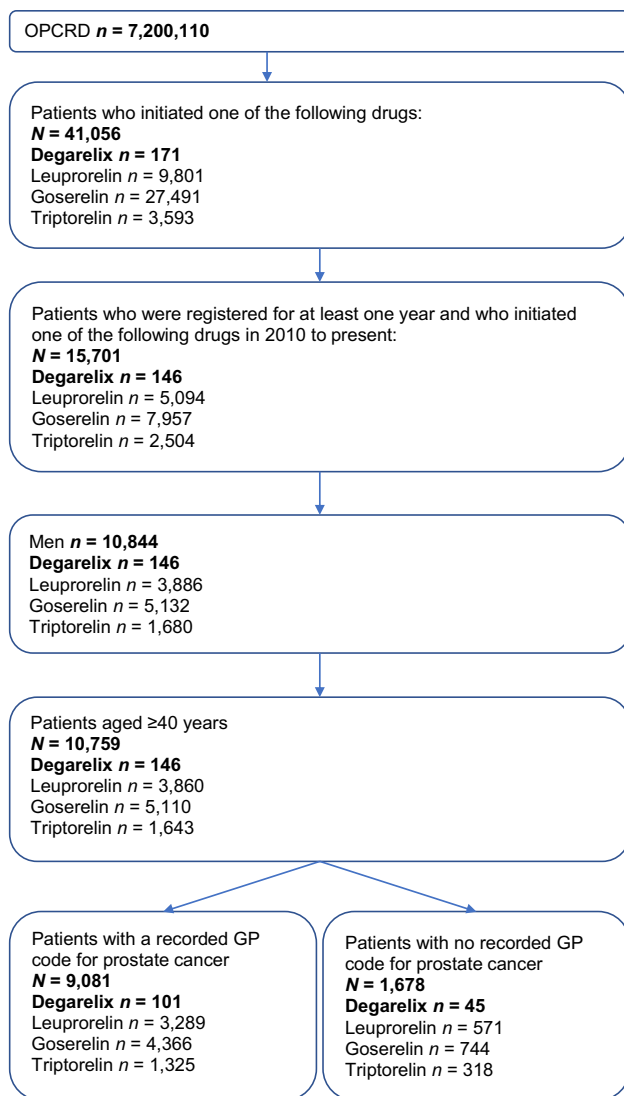 OPCRD n = 7,200,110
Patients who initiated one of the following drugs:
N = 41,056
Degarelix n = 171
Leuprorelin n = 9,801
Goserelin n = 27,491
Triptorelin n = 3,593
Patients who were registered for at least one year and who initiated
one of the following drugs in 2010 to present:
N = 15,701
Degarelix n = 146
Leuprorelin n = 5,094
Goserelin n = 7,957
Triptorelin n = 2,504
Men n = 10,844
Degarelix n = 146
Leuprorelin n = 3,886
Goserelin n = 5,132
Triptorelin n = 1,680
Patients aged ≥40 years
N = 10,759
Degarelix n = 146
Leuprorelin n = 3,860
Goserelin n = 5,110
Triptorelin n = 1,643
Patients with a recorded GP
code for prostate cancer
N = 9,081
Degarelix n = 101
Leuprorelin n = 3,289
Goserelin n = 4,366
Triptorelin n = 1,325
Patients with no recorded GP
code for prostate cancer
N = 1,678
Degarelix n = 45
Leuprorelin n = 571
Goserelin n = 744
Triptorelin n = 318